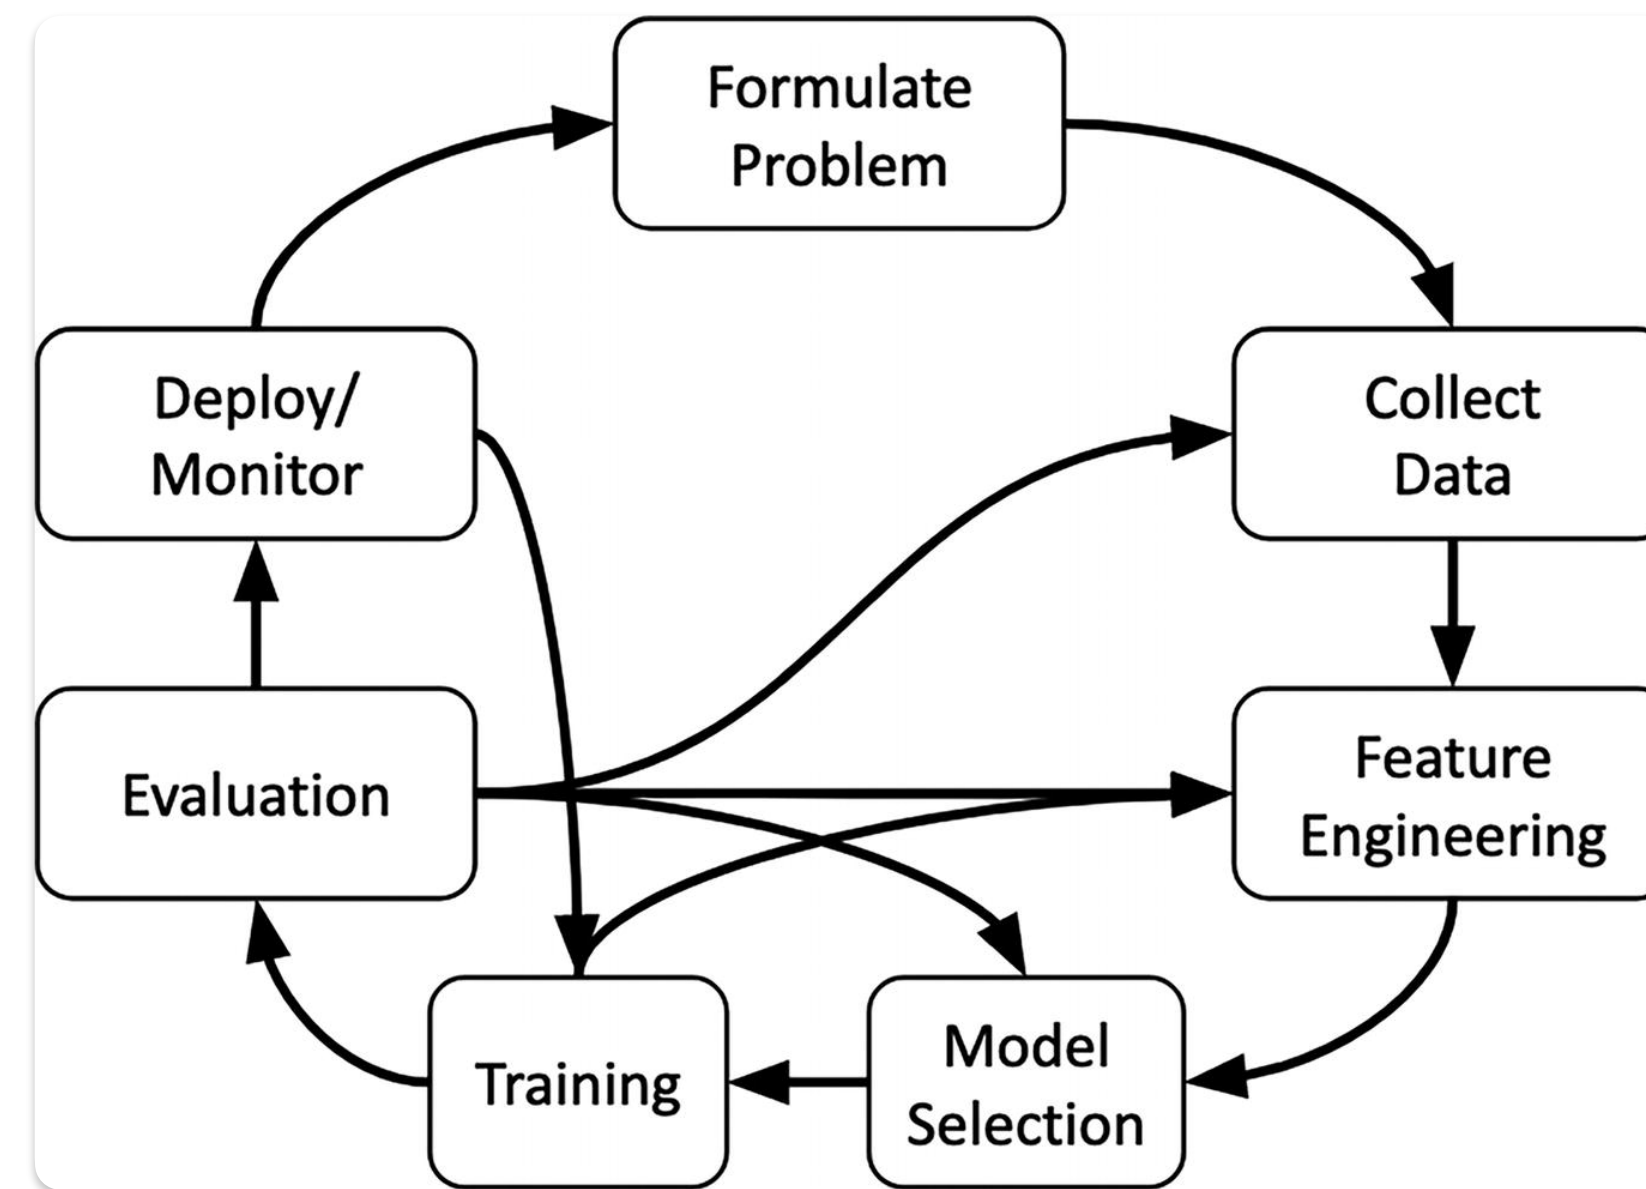 Formulate
Problem
Deploy/
Monitor
Collect
Data
Evaluation
Feature
Engineering
Training
Model
Selection